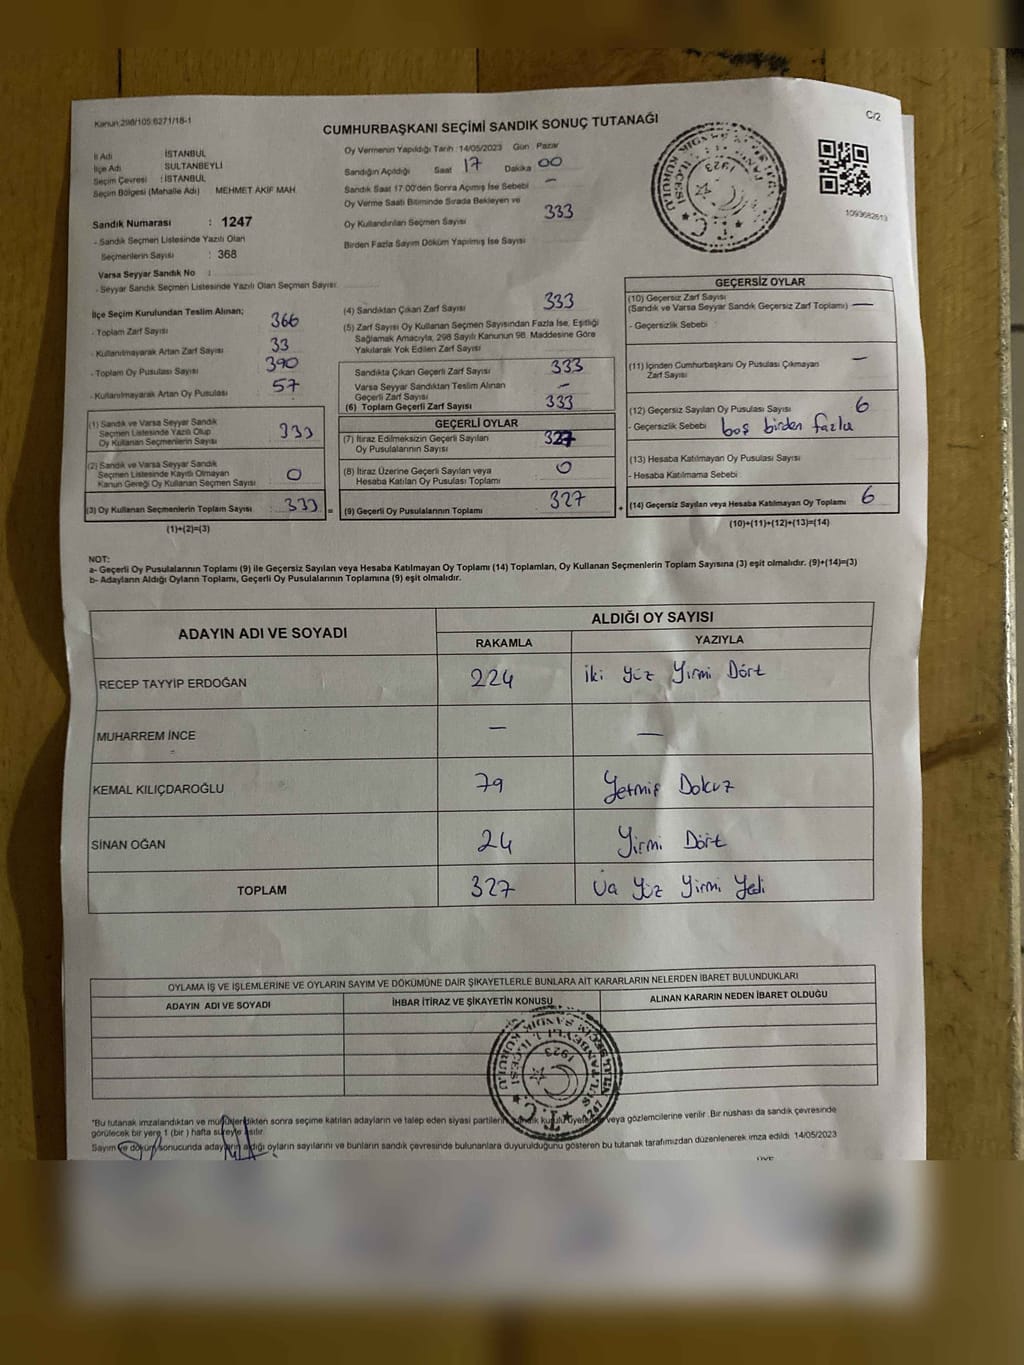 Kanun:298/105:6271/18-1
CUMHURBAŞKANI SEÇİMİ SANDIK SONUÇ TUTANAĞI
C/2
İl Adı : İSTANBUL
İlçe Adı : SULTANBEYLİ
Seçim Çevresi : İSTANBUL
Seçim Bölgesi (Mahalle Adı) MEHMET AKİF MAH.
Sandık Numarası : 1247
- Sandık Seçmen Listesinde Yazılı Olan
Seçmenlerin Sayısı : 368
Varsa Seyyar Sandık No :
- Seyyar Sandık Seçmen Listesinde Yazılı Olan Seçmen Sayısı:
Oy Vermenin Yapıldığı Tarih : 14/05/2023 Gün : Pazar
Sandığın Açıldığı Saat 17 Dakika 00
Sandık Saat 17.00'den Sonra Açımış İse Sebebi —
Oy Verme Saati Bitiminde Sırada Bekleyen ve
Oy Kullandırılan Seçmen Sayısı 333
Birden Fazla Sayım Döküm Yapılmış İse Sayısı
1093682619
İlçe Seçim Kurulundan Teslim Alınan;
- Toplam Zarf Sayısı 366
- Kullanılmayarak Artan Zarf Sayısı 33
- Toplam Oy Pusulası Sayısı 390
- Kullanılmayarak Artan Oy Pusulası 57
(1) Sandık ve Varsa Seyyar Sandık
Seçmen Listesinde Yazılı Olup
Oy Kullanan Seçmenlerin Sayısı 333
(2) Sandık ve Varsa Seyyar Sandık
Seçmen Listesinde Kayıtlı Olmayan
Kanun Gereği Oy Kullanan Seçmen Sayısı 0
(3) Oy Kullanan Seçmenlerin Toplam Sayısı : 333 =
(1)+(2)=(3)
(4) Sandıktan Çıkan Zarf Sayısı 333
(5) Zarf Sayısı Oy Kullanan Seçmen Sayısından Fazla İse, Eşitliği
Sağlamak Amacıyla, 298 Sayılı Kanunun 98. Maddesine Göre
Yakılarak Yok Edilen Zarf Sayısı
Sandıkta Çıkan Geçerli Zarf Sayısı 333
Varsa Seyyar Sandıktan Teslim Alınan
Geçerli Zarf Sayısı —
(6) Toplam Geçerli Zarf Sayısı 333
GEÇERLİ OYLAR
(7) İtiraz Edilmeksizin Geçerli Sayılan
Oy Pusulalarının Sayısı 327
(8) İtiraz Üzerine Geçerli Sayılan veya
Hesaba Katılan Oy Pusulası Toplamı 0
(9) Geçerli Oy Pusulalarının Toplamı 327 +
GEÇERSİZ OYLAR
(10) Geçersiz Zarf Sayısı
(Sandık ve Varsa Seyyar Sandık Geçersiz Zarf Toplamı) —
- Geçersizlik Sebebi
(11) İçinden Cumhurbaşkanı Oy Pusulası Çıkmayan
Zarf Sayısı —
(12) Geçersiz Sayılan Oy Pusulası Sayısı 6
- Geçersizlik Sebebi boş birden fazla
(13) Hesaba Katılmayan Oy Pusulası Sayısı
- Hesaba Katılmama Sebebi
(14) Geçersiz Sayılan veya Hesaba Katılmayan Oy Toplamı 6
(10)+(11)+(12)+(13)=(14)
NOT:
a- Geçerli Oy Pusulalarının Toplamı (9) ile Geçersiz Sayılan veya Hesaba Katılmayan Oy Toplamı (14) Toplamları, Oy Kullanan Seçmenlerin Toplam Sayısına (3) eşit olmalıdır. (9)+(14)=(3)
b- Adayların Aldığı Oyların Toplamı, Geçerli Oy Pusulalarının Toplamına (9) eşit olmalıdır.
ADAYIN ADI VE SOYADI
ALDIĞI OY SAYISI
RAKAMLA YAZIYLA
RECEP TAYYİP ERDOĞAN 224 iki yüz Yirmi Dört
MUHARREM İNCE — —
KEMAL KILIÇDAROĞLU 79 Yetmiş Dokuz
SİNAN OĞAN 24 Yirmi Dört
TOPLAM 327 Üç Yüz Yirmi Yedi
OYLAMA İŞ VE İŞLEMLERİNE VE OYLARIN SAYIM VE DÖKÜMÜNE DAİR ŞİKAYETLERLE BUNLARA AİT KARARLARIN NELERDEN İBARET BULUNDUKLARI
ADAYIN ADI VE SOYADI İHBAR İTİRAZ VE ŞİKAYETİN KONUSU ALINAN KARARIN NEDEN İBARET OLDUĞU
T.C. SULTANBEYLİ 1. İLÇESİ 1247 SANDIK KURULU 1923
"Bu tutanak imzalandıktan ve mühürlendikten sonra seçime katılan adayların ve talep eden siyasi partilerin sandık kurulu üyelerine veya gözlemcilerine verilir. Bir nüshası da sandık çevresinde
görülecek bir yere 1 (bir) hafta süreyle asılır.
Sayım ve döküm sonucunda adayların aldığı oyların sayılarını ve bunların sandık çevresinde bulunanlara duyurulduğunu gösteren bu tutanak tarafımızdan düzenlenerek imza edildi. 14/05/2023
ÜYE